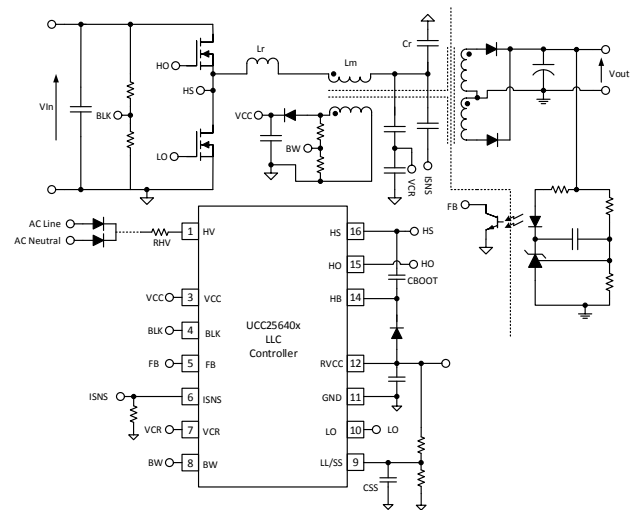 Lr
Lm
Cr
HO
HS
VIn
BLK
LO
VCC
BW
VCR
ISNS
Vout
FB
AC Line
AC Neutral
RHV
1 HV
3 VCC
VCC
4 BLK
BLK
5 FB
FB
6 ISNS
ISNS
7 VCR
VCR
8 BW
BW
UCC25640x
LLC
Controller
HS 16 HS
HO 15 HO
CBOOT
HB 14
RVCC 12
GND 11
LO 10 LO
LL/SS 9
CSS